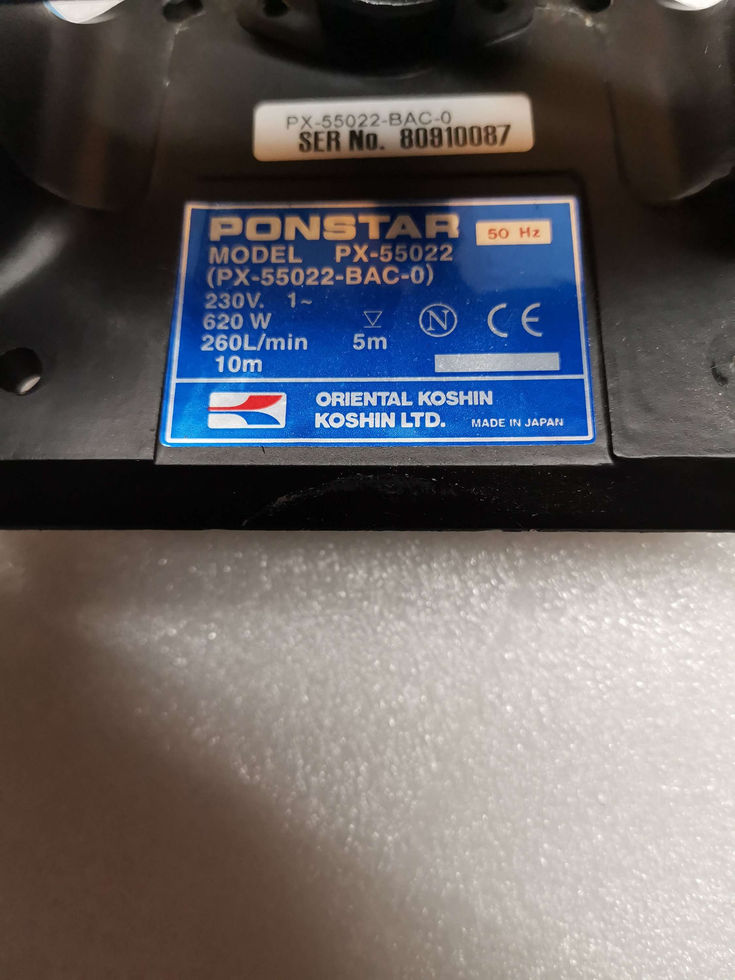 PX-55022-BAC-0
SER No. 80910087
PONSTAR 50 Hz
MODEL PX-55022
(PX-55022-BAC-0)
230V. 1~
620 W
260L/min 5m
10m
N CE
ORIENTAL KOSHIN
KOSHIN LTD. MADE IN JAPAN